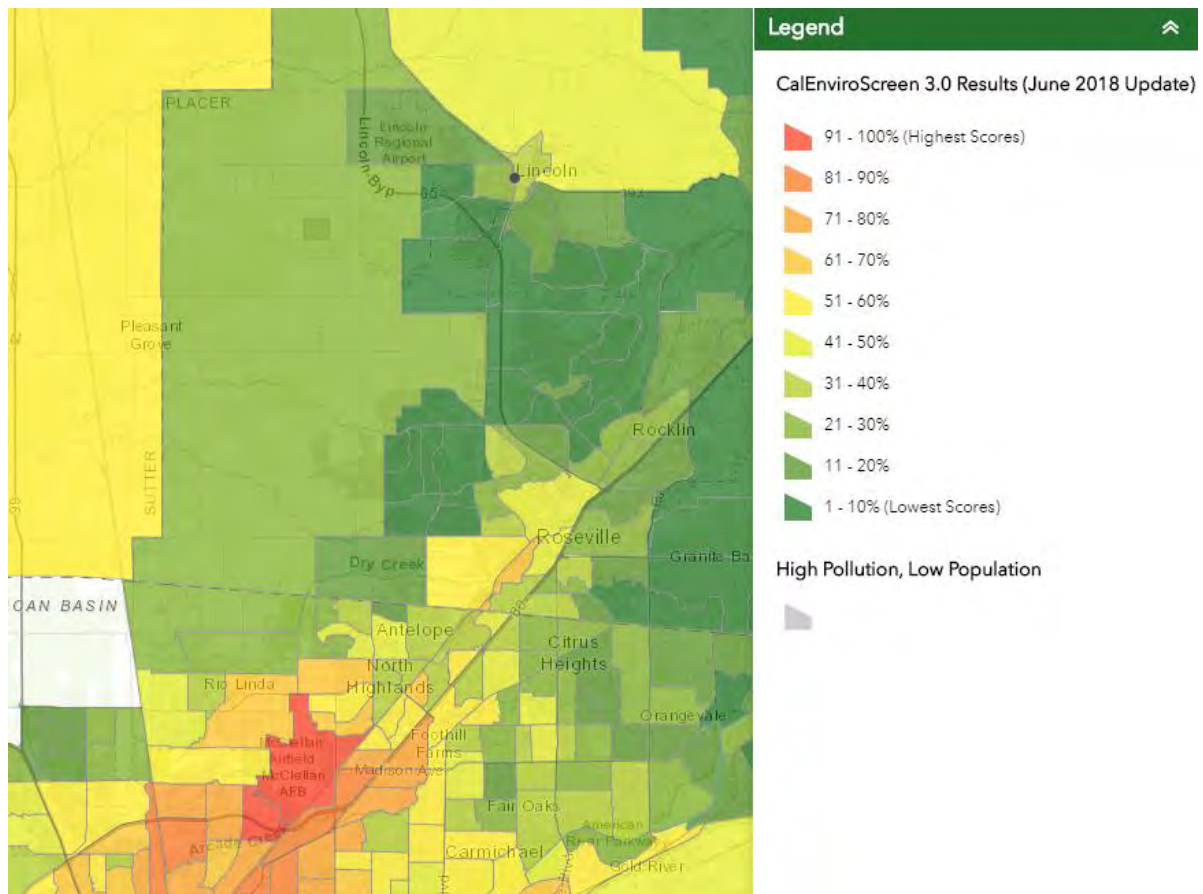 PLACER
Lincoln
Regional
Airport
Lincoln-Byp
65
Lincoln
193
Pleasant
Grove
SUTTER
99
Rocklin
Roseville
Dry Creek
Granite Ba
CAN BASIN
Antelope
Citrus
Heights
80
North
Highlands
Rio Linda
Orangevale
McClellan
Airfield
McClellan
AFB
Foothill
Farms
Madison Ave
Fair Oaks
Arcade Creek
American
River Parkway
Carmichael
Gold River
Legend
CalEnviroScreen 3.0 Results (June 2018 Update)
91 - 100% (Highest Scores)
81 - 90%
71 - 80%
61 - 70%
51 - 60%
41 - 50%
31 - 40%
21 - 30%
11 - 20%
1 - 10% (Lowest Scores)
High Pollution, Low Population